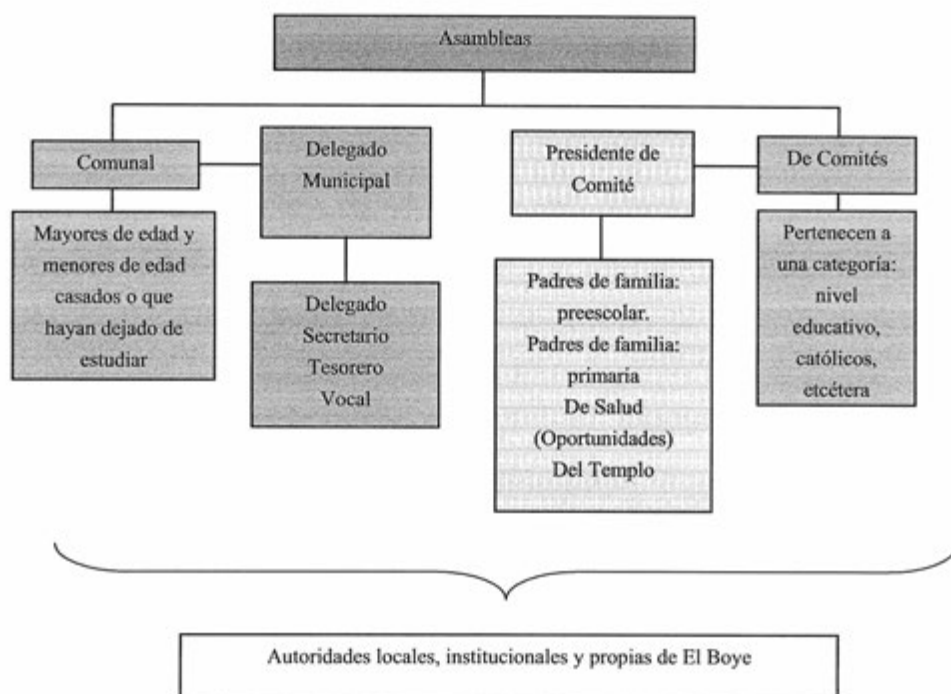 Asambleas
Comunal
Delegado
Municipal
Presidente de
Comité
De Comités
Mayores de edad y
menores de edad
casados o que
hayan dejado de
estudiar
Delegado
Secretario
Tesorero
Vocal
Padres de familia:
preescolar.
Padres de familia:
primaria
De Salud
(Oportunidades)
Del Templo
Pertenecen a
una categoría:
nivel
educativo,
católicos,
etcétera
Autoridades locales, institucionales y propias de El Boye